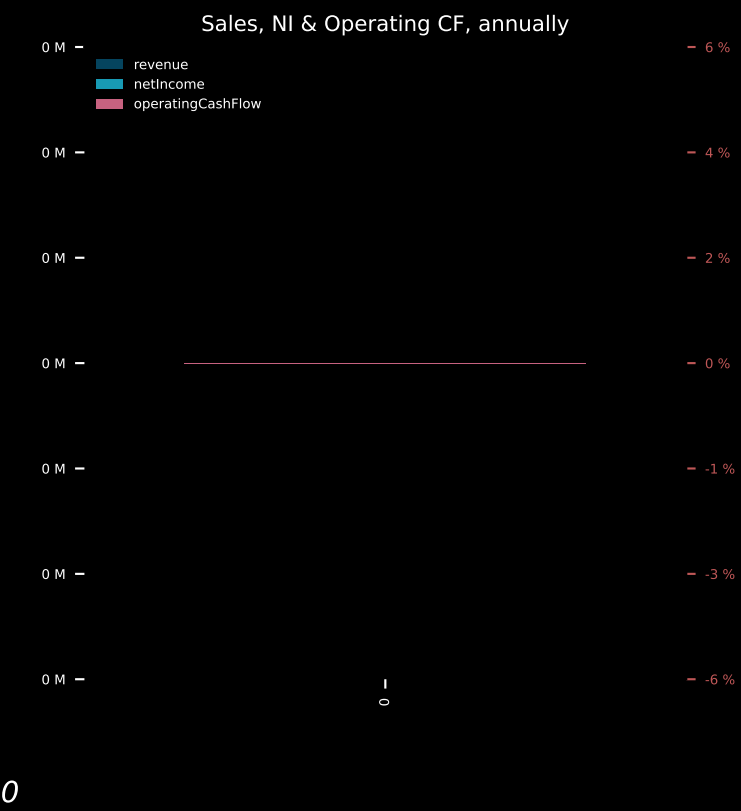 Sales, NI & Operating CF, annually
0 M
6 %
revenue
netIncome
operatingCashFlow
0 M
4 %
0 M
2 %
0 M
0 %
0 M
-1 %
0 M
-3 %
0 M
-6 %
0
0